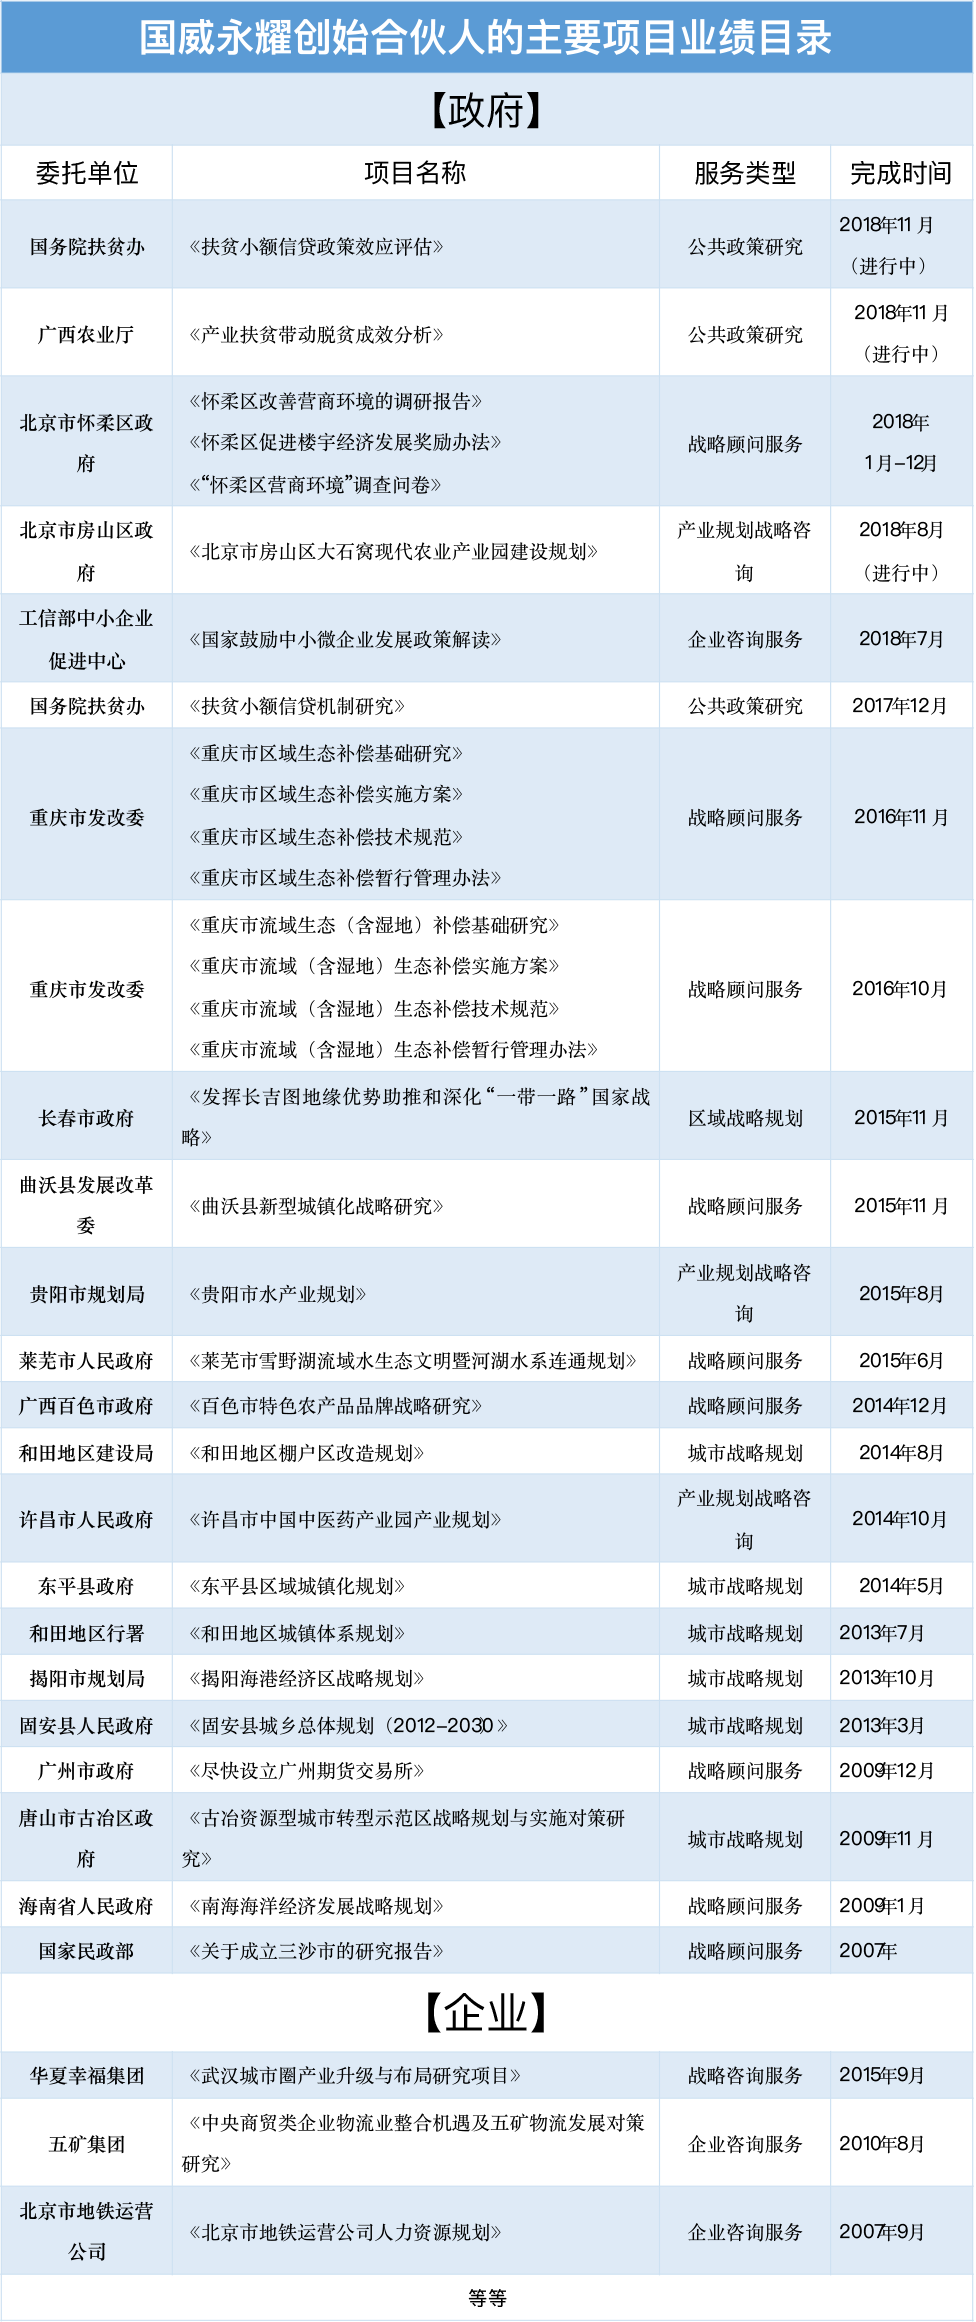 国威永耀创始合伙人的主要项目业绩目录
【政府】
委托单位 项目名称 服务类型 完成时间
国务院扶贫办 《扶贫小额信贷政策效应评估》 公共政策研究 2018年11 月
（进行中）
广西农业厅 《产业扶贫带动脱贫成效分析》 公共政策研究 2018年11 月
（进行中）
北京市怀柔区政
府
《怀柔区改善营商环境的调研报告》
《怀柔区促进楼宇经济发展奖励办法》
《“怀柔区营商环境”调查问卷》
战略顾问服务
2018年
1 月-12月
北京市房山区政
府
《北京市房山区大石窝现代农业产业园建设规划》
产业规划战略咨
询
2018年8月
（进行中）
工信部中小企业
促进中心
《国家鼓励中小微企业发展政策解读》 企业咨询服务 2018年7月
国务院扶贫办 《扶贫小额信贷机制研究》 公共政策研究 2017年12月
重庆市发改委
《重庆市区域生态补偿基础研究》
《重庆市区域生态补偿实施方案》
《重庆市区域生态补偿技术规范》
《重庆市区域生态补偿暂行管理办法》
战略顾问服务 2016年11 月
重庆市发改委
《重庆市流域生态（含湿地）补偿基础研究》
《重庆市流域（含湿地）生态补偿实施方案》
《重庆市流域（含湿地）生态补偿技术规范》
《重庆市流域（含湿地）生态补偿暂行管理办法》
战略顾问服务 2016年10月
长春市政府
《发挥长吉图地缘优势助推和深化“一带一路”国家战
略》
区域战略规划 2015年11 月
曲沃县发展改革
委
《曲沃县新型城镇化战略研究》 战略顾问服务 2015年11 月
贵阳市规划局 《贵阳市水产业规划》
产业规划战略咨
询
2015年8月
莱芜市人民政府 《莱芜市雪野湖流域水生态文明暨河湖水系连通规划》 战略顾问服务 2015年6月
广西百色市政府 《百色市特色农产品品牌战略研究》 战略顾问服务 2014年12月
和田地区建设局 《和田地区棚户区改造规划》 城市战略规划 2014年8月
许昌市人民政府 《许昌市中国中医药产业园产业规划》
产业规划战略咨
询
2014年10月
东平县政府 《东平县区域城镇化规划》 城市战略规划 2014年5月
和田地区行署 《和田地区城镇体系规划》 城市战略规划 2013年7月
揭阳市规划局 《揭阳海港经济区战略规划》 城市战略规划 2013年10月
固安县人民政府 《固安县城乡总体规划（2012-2030）》 城市战略规划 2013年3月
广州市政府 《尽快设立广州期货交易所》 战略顾问服务 2009年12月
唐山市古冶区政
府
《古冶资源型城市转型示范区战略规划与实施对策研
究》
城市战略规划 2009年11 月
海南省人民政府 《南海海洋经济发展战略规划》 战略顾问服务 2009年1 月
国家民政部 《关于成立三沙市的研究报告》 战略顾问服务 2007年
【企业】
华夏幸福集团 《武汉城市圈产业升级与布局研究项目》 战略咨询服务 2015年9月
五矿集团
《中央商贸类企业物流业整合机遇及五矿物流发展对策
研究》
企业咨询服务 2010年8月
北京市地铁运营
公司
《北京市地铁运营公司人力资源规划》 企业咨询服务 2007年9月
等等